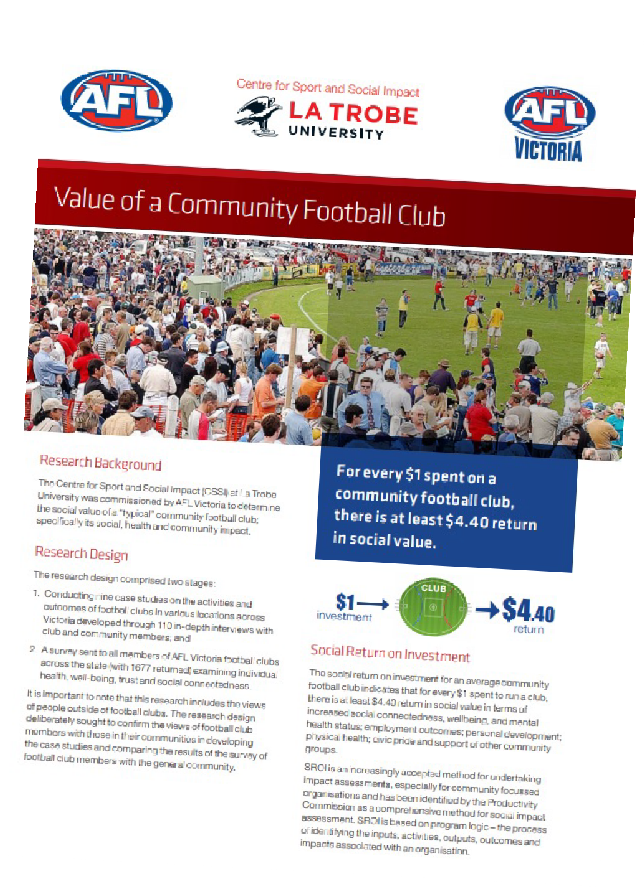 AFL
Centre for Sport and Social Impact
LA TROBE
UNIVERSITY
AFL
VICTORIA
Value of a Community Football Club
Research Background
The Centre for Sport and Social Impact (CSSI) at La Trobe
University was commissioned by AFL Victoria to determine
the social value of a "typical" community football club;
specifically its social, health and community impact.
Research Design
The research design comprised two stages:
1. Conducting nine case studies on the activities and
outcomes of football clubs in various locations across
Victoria developed through 110 in-depth interviews with
club and community members; and
2. A survey sent to all members of AFL Victoria football clubs
across the state (with 1677 returned) examining individual
health, well-being, trust and social connectedness
It is important to note that this research includes the views
of people outside of football clubs. The research design
deliberately sought to confirm the views of football club
members with those in their communities in developing
the case studies and comparing the results of the survey of
football club members with the general community.
For every $1 spent on a
community football club,
there is at least $4.40 return
in social value.
$1
investment
CLUB
$4.40
return
Social Return on Investment
The social return on investment for an average community
football club indicates that for every $1 spent to run a club,
there is at least $4.40 return in social value in terms of
increased social connectedness, wellbeing, and mental
health status; employment outcomes; personal development;
physical health; civic pride and support of other community
groups.
SROI is an increasingly accepted method for undertaking
impact assessments, especially for community focussed
organisations and has been identified by the Productivity
Commission as a comprehensive method for social impact
assessment. SROI is based on program logic – the process
of identifying the inputs, activities, outputs, outcomes and
impacts associated with an organisation.